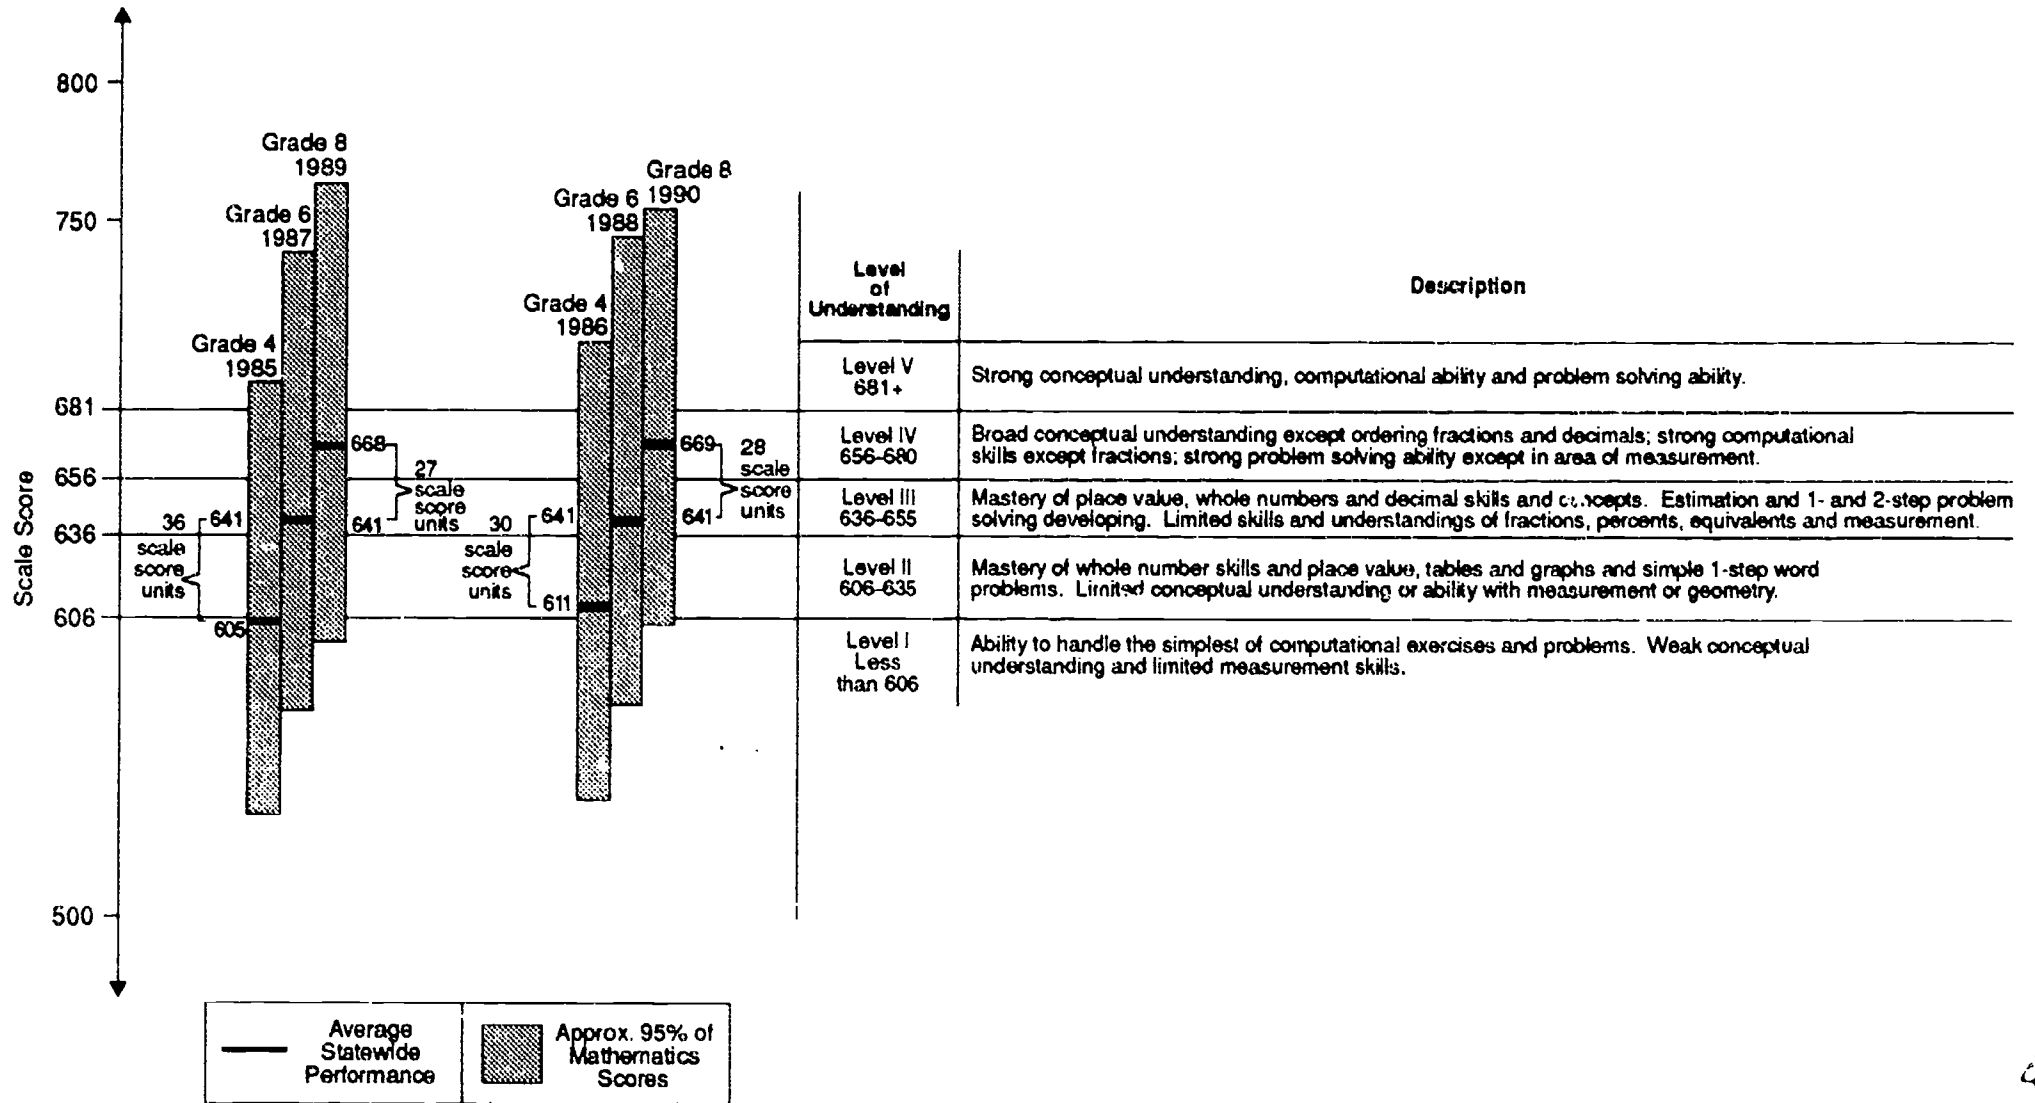 800
750
681
656
636
606
500
Scale Score
Grade 4
1985
Grade 6
1987
Grade 8
1989
36
scale
score
units
641
605
668
641
27
scale
score
units
Grade 4
1986
Grade 6
1988
Grade 8
1990
30
scale
score
units
641
611
669
641
28
scale
score
units
Level
of
Understanding
Description
Level V
681+
Strong conceptual understanding, computational ability and problem solving ability.
Level IV
656-680
Broad conceptual understanding except ordering fractions and decimals; strong computational
skills except fractions; strong problem solving ability except in area of measurement.
Level III
636-655
Mastery of place value, whole numbers and decimal skills and concepts. Estimation and 1- and 2-step problem
solving developing. Limited skills and understandings of fractions, percents, equivalents and measurement.
Level II
606-635
Mastery of whole number skills and place value, tables and graphs and simple 1-step word
problems. Limited conceptual understanding or ability with measurement or geometry.
Level I
Less
than 606
Ability to handle the simplest of computational exercises and problems. Weak conceptual
understanding and limited measurement skills.
Average
Statewide
Performance
Approx. 95% of
Mathematics
Scores